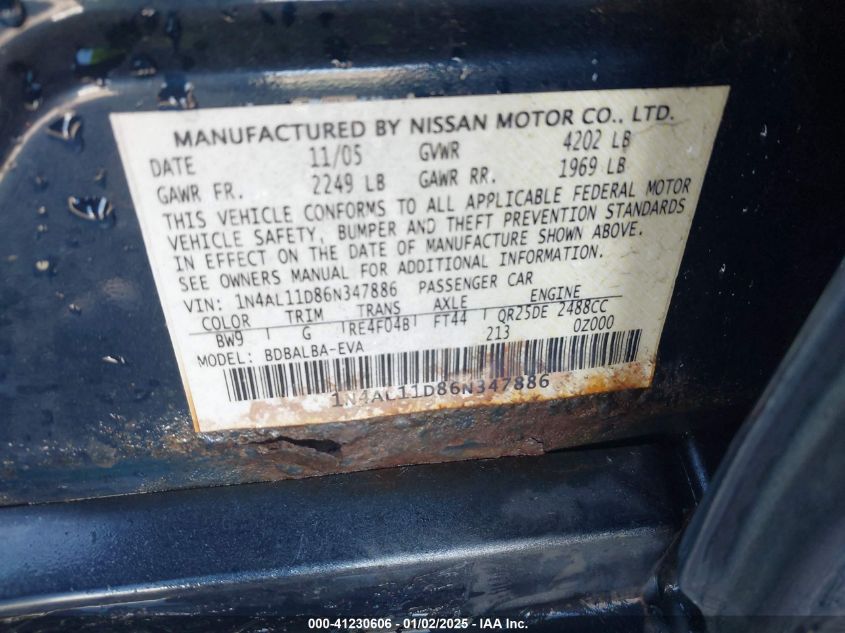 MANUFACTURED BY NISSAN MOTOR CO., LTD.
DATE 11/05 GVWR 4202 LB
GAWR FR. 2249 LB GAWR RR. 1969 LB
THIS VEHICLE CONFORMS TO ALL APPLICABLE FEDERAL MOTOR
VEHICLE SAFETY, BUMPER AND THEFT PREVENTION STANDARDS
IN EFFECT ON THE DATE OF MANUFACTURE SHOWN ABOVE.
SEE OWNERS MANUAL FOR ADDITIONAL INFORMATION.
VIN: 1N4AL11D86N347886 PASSENGER CAR
COLOR TRIM TRANS AXLE ENGINE
BW9 G RE4F04B FT44 QR25DE 2488CC
MODEL: BDBALBA-EVA 213 0Z000
1N4AL11D86N347886
000-41230606 - 01/02/2025 - IAA Inc.